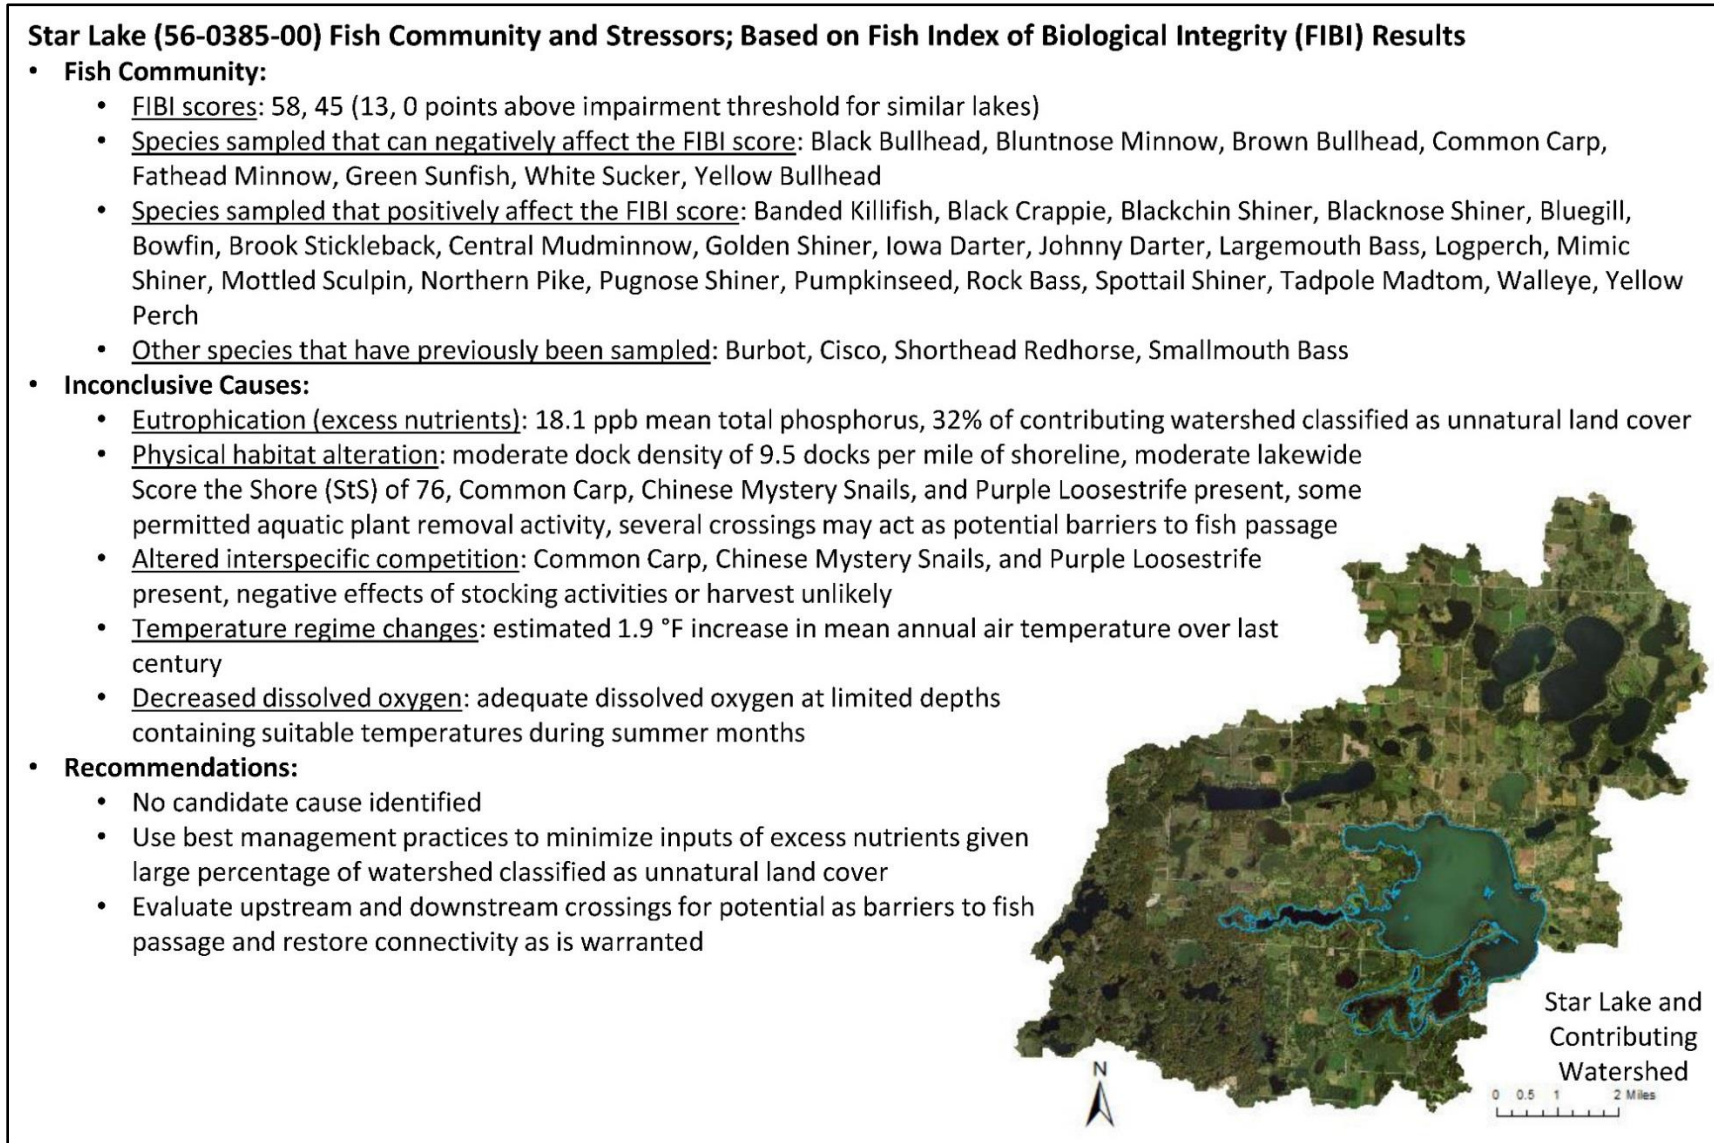 Star Lake (56-0385-00) Fish Community and Stressors; Based on Fish Index of Biological Integrity (FIBI) Results
• Fish Community:
• FIBI scores: 58, 45 (13, 0 points above impairment threshold for similar lakes)
• Species sampled that can negatively affect the FIBI score: Black Bullhead, Bluntnose Minnow, Brown Bullhead, Common Carp,
Fathead Minnow, Green Sunfish, White Sucker, Yellow Bullhead
• Species sampled that positively affect the FIBI score: Banded Killifish, Black Crappie, Blackchin Shiner, Blacknose Shiner, Bluegill,
Bowfin, Brook Stickleback, Central Mudminnow, Golden Shiner, Iowa Darter, Johnny Darter, Largemouth Bass, Logperch, Mimic
Shiner, Mottled Sculpin, Northern Pike, Pugnose Shiner, Pumpkinseed, Rock Bass, Spottail Shiner, Tadpole Madtom, Walleye, Yellow
Perch
• Other species that have previously been sampled: Burbot, Cisco, Shorthead Redhorse, Smallmouth Bass
• Inconclusive Causes:
• Eutrophication (excess nutrients): 18.1 ppb mean total phosphorus, 32% of contributing watershed classified as unnatural land cover
• Physical habitat alteration: moderate dock density of 9.5 docks per mile of shoreline, moderate lakewide
Score the Shore (StS) of 76, Common Carp, Chinese Mystery Snails, and Purple Loosestrife present, some
permitted aquatic plant removal activity, several crossings may act as potential barriers to fish passage
• Altered interspecific competition: Common Carp, Chinese Mystery Snails, and Purple Loosestrife
present, negative effects of stocking activities or harvest unlikely
• Temperature regime changes: estimated 1.9 °F increase in mean annual air temperature over last
century
• Decreased dissolved oxygen: adequate dissolved oxygen at limited depths
containing suitable temperatures during summer months
• Recommendations:
• No candidate cause identified
• Use best management practices to minimize inputs of excess nutrients given
large percentage of watershed classified as unnatural land cover
• Evaluate upstream and downstream crossings for potential as barriers to fish
passage and restore connectivity as is warranted
Star Lake and
Contributing
Watershed
N
0 0.5 1 2 Miles